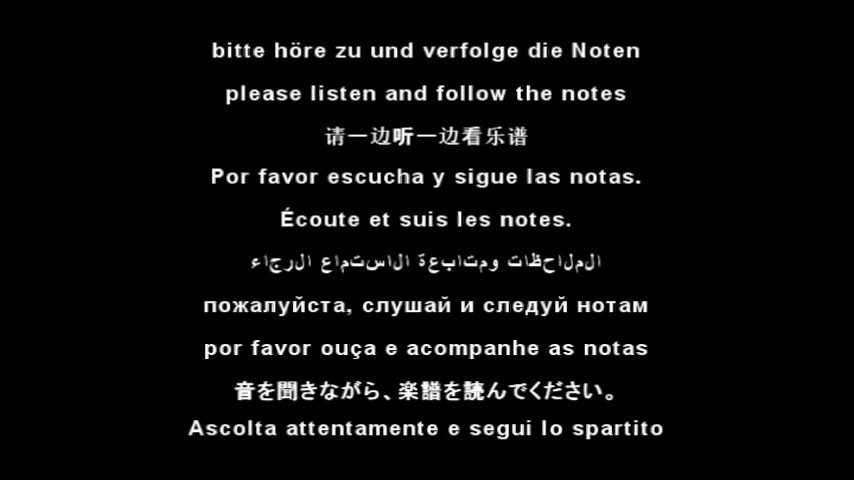 bitte höre zu und verfolge die Noten
please listen and follow the notes
请一边听一边看乐谱
Por favor escucha y sigue las notas.
Écoute et suis les notes.
الملاحظات ومتابعة الاستماع الرجاء
пожалуйста, слушай и следуй нотам
por favor ouça e acompanhe as notas
音を聞きながら、楽譜を読んでください。
Ascolta attentamente e segui lo spartito